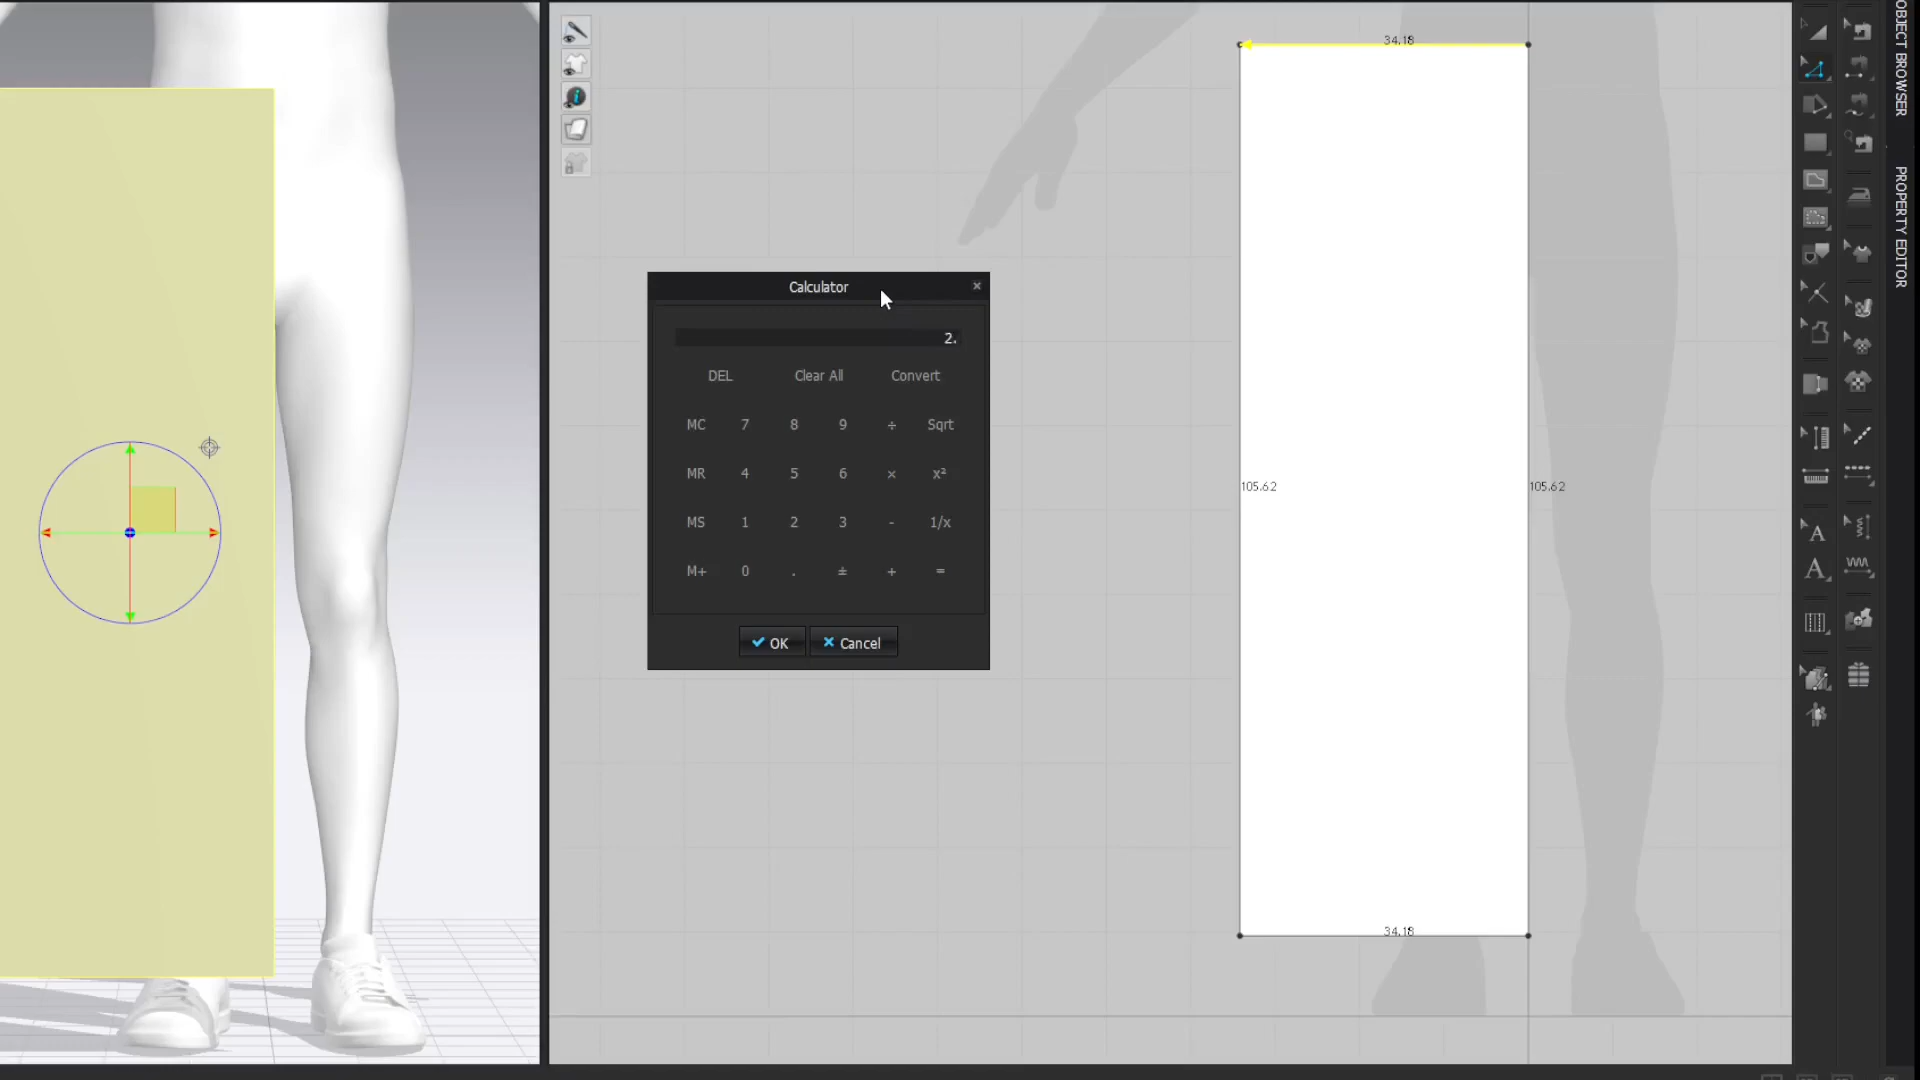 34.18
OBJECT BROWSER
PROPERTY EDITOR
Calculator
2.
DEL Clear All Convert
MC 7 8 9 ÷ Sqrt
MR 4 5 6 × x²
MS 1 2 3 - 1/x
M+ 0 . ± + =
OK Cancel
105.62
105.62
34.18
A
A